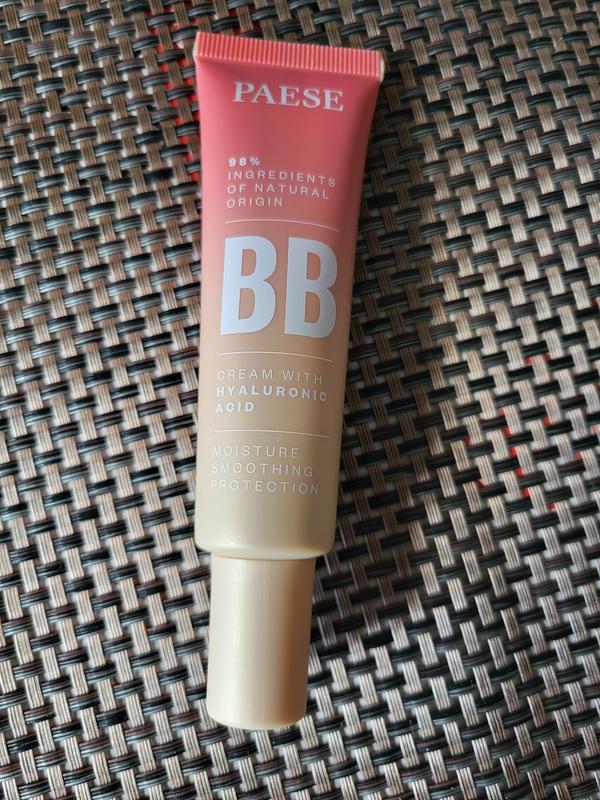 PAESE
98%
INGREDIENTS
OF NATURAL
ORIGIN
BB
CREAM WITH
HYALURONIC
ACID
MOISTURE
SMOOTHING
PROTECTION